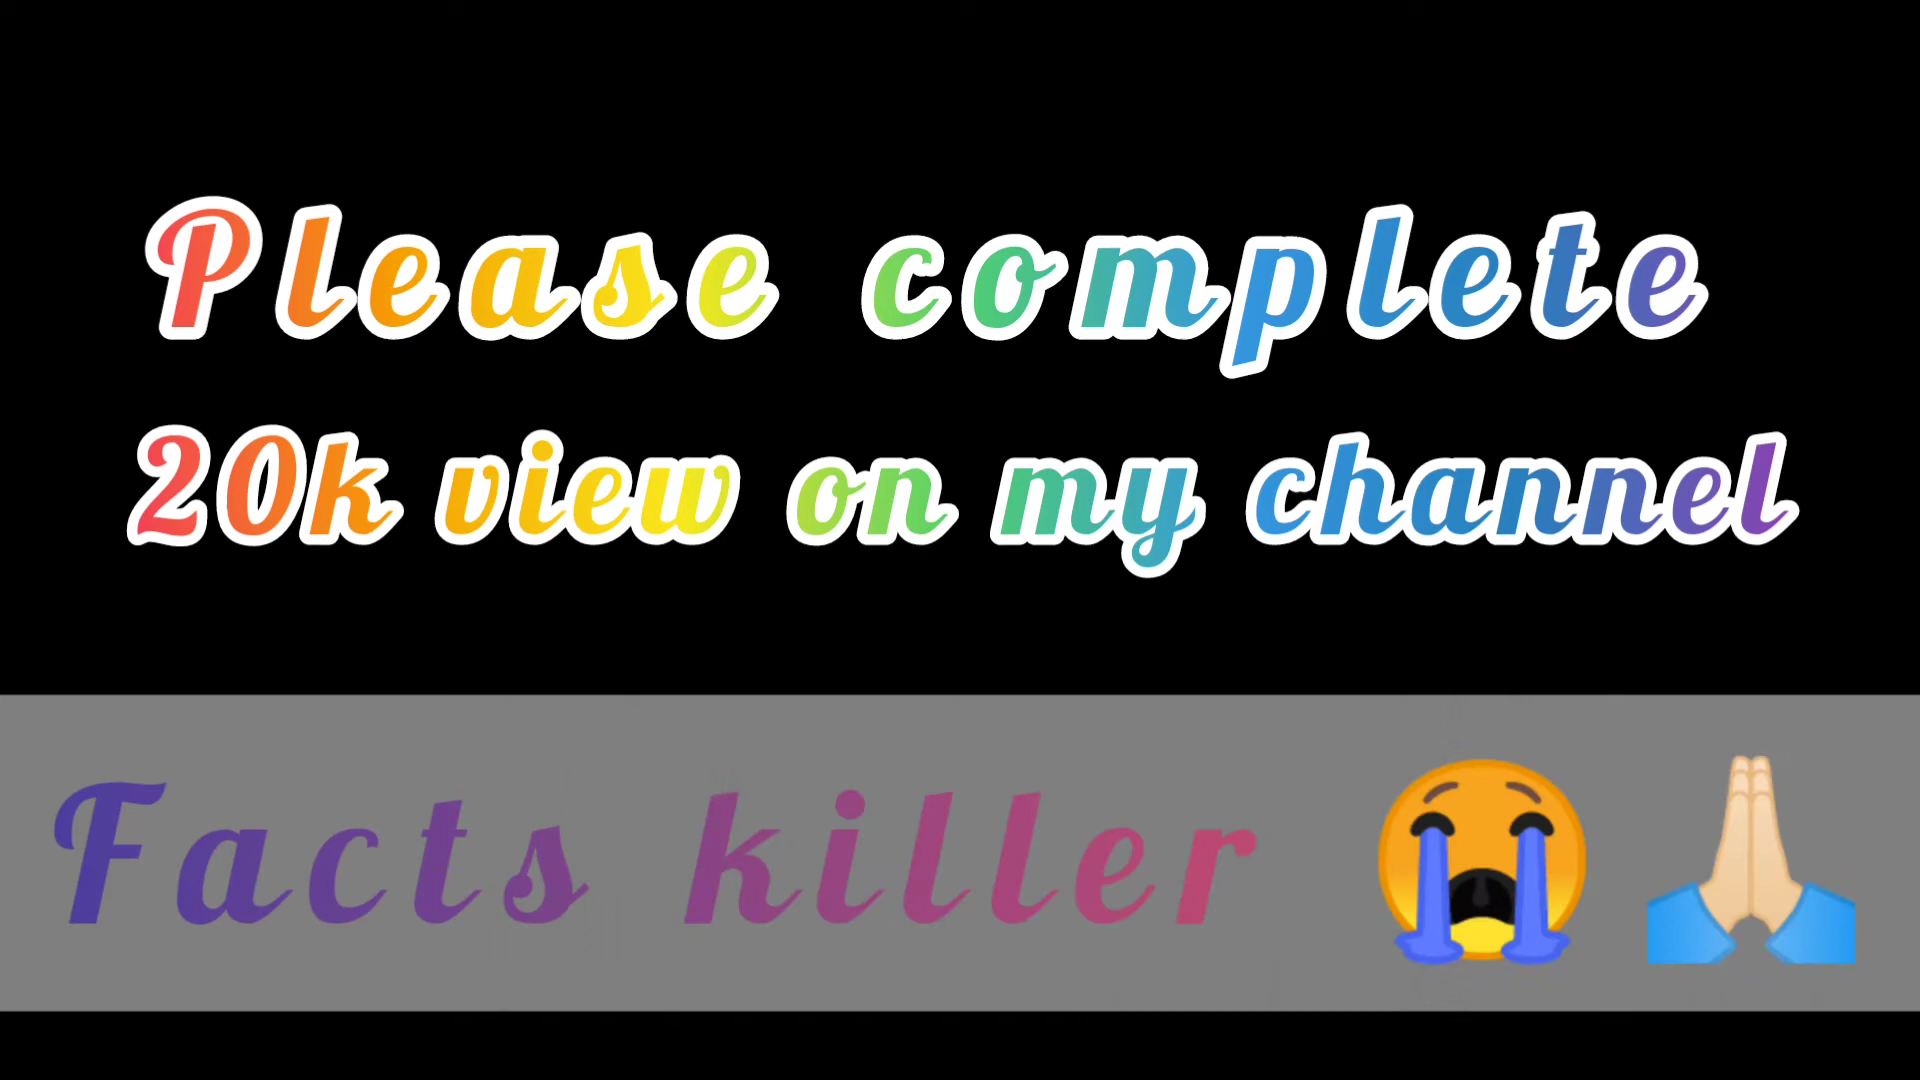 Please complete
20k view on my channel
Facts killer 😭 🙏🏻